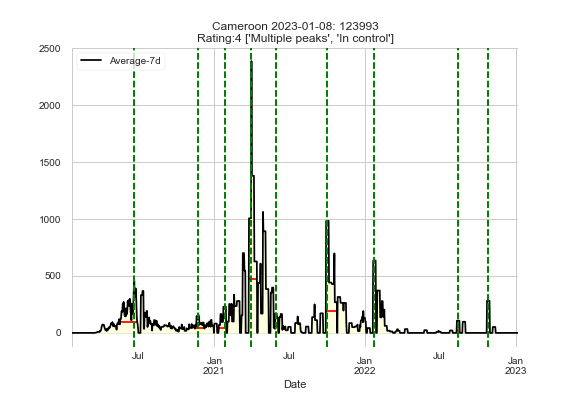 Cameroon 2023-01-08: 123993
Rating:4 ['Multiple peaks', 'In control']
Average-7d
2500
2000
1500
1000
500
0
Jul
Jan
2021
Jul
Jan
2022
Jul
Jan
2023
Date